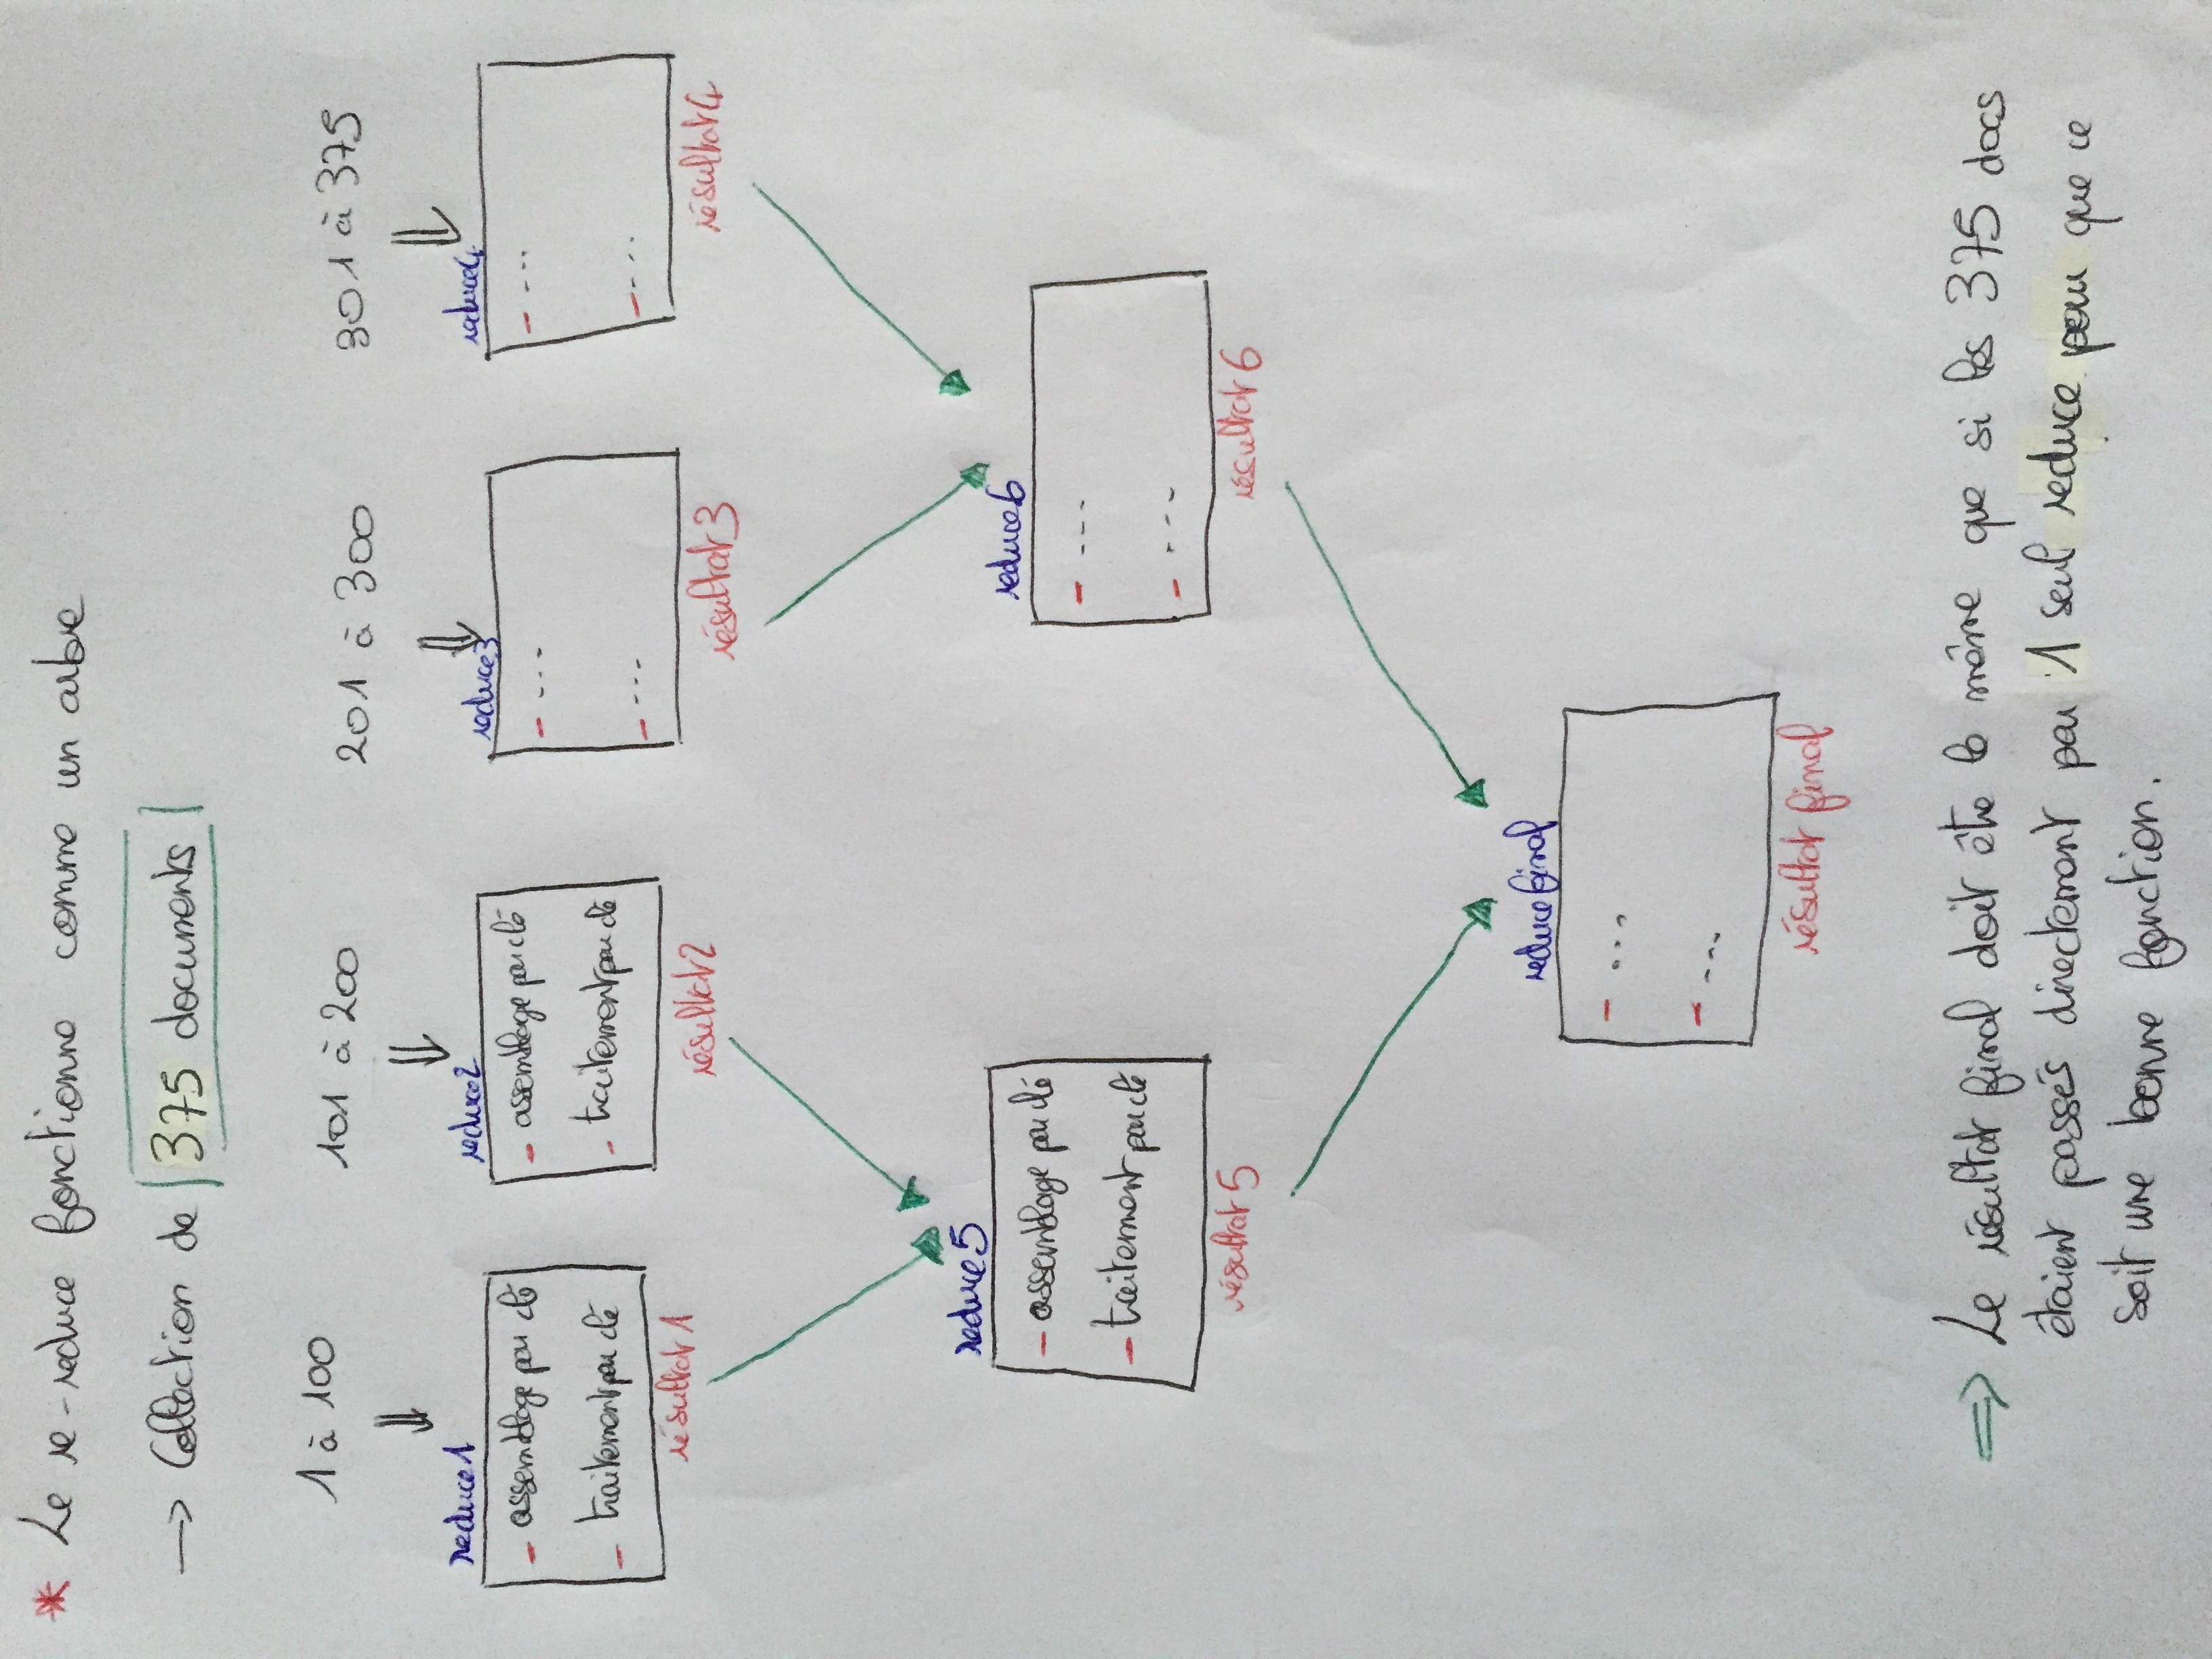 * Le re-reduce fonctionne comme un arbre
→ Collection de 375 documents
1 à 100
101 à 200
201 à 300
301 à 375
reduce1
- assemblage par clé
- traitement par clé
résultat 1
reduce2
- assemblage par clé
- traitement par clé
résultat 2
reduce3
- ...
- ...
résultat 3
reduce4
- ...
- ...
résultat 4
reduce5
- assemblage par clé
- traitement par clé
résultat 5
reduce6
- ...
- ...
résultat 6
reduce final
- ...
- ...
résultat final
⇒ Le résultat final doit être le même que si les 375 docs
étaient passés directement par 1 seul reduce pour que ce
soit une bonne fonction.